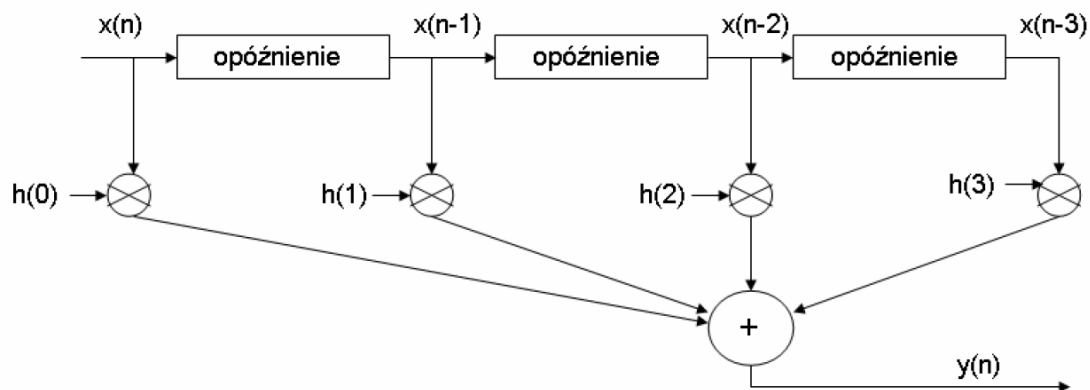 x(n) x(n-1) x(n-2) x(n-3)
opóźnienie opóźnienie opóźnienie
h(0) h(1) h(2) h(3)
+
y(n)